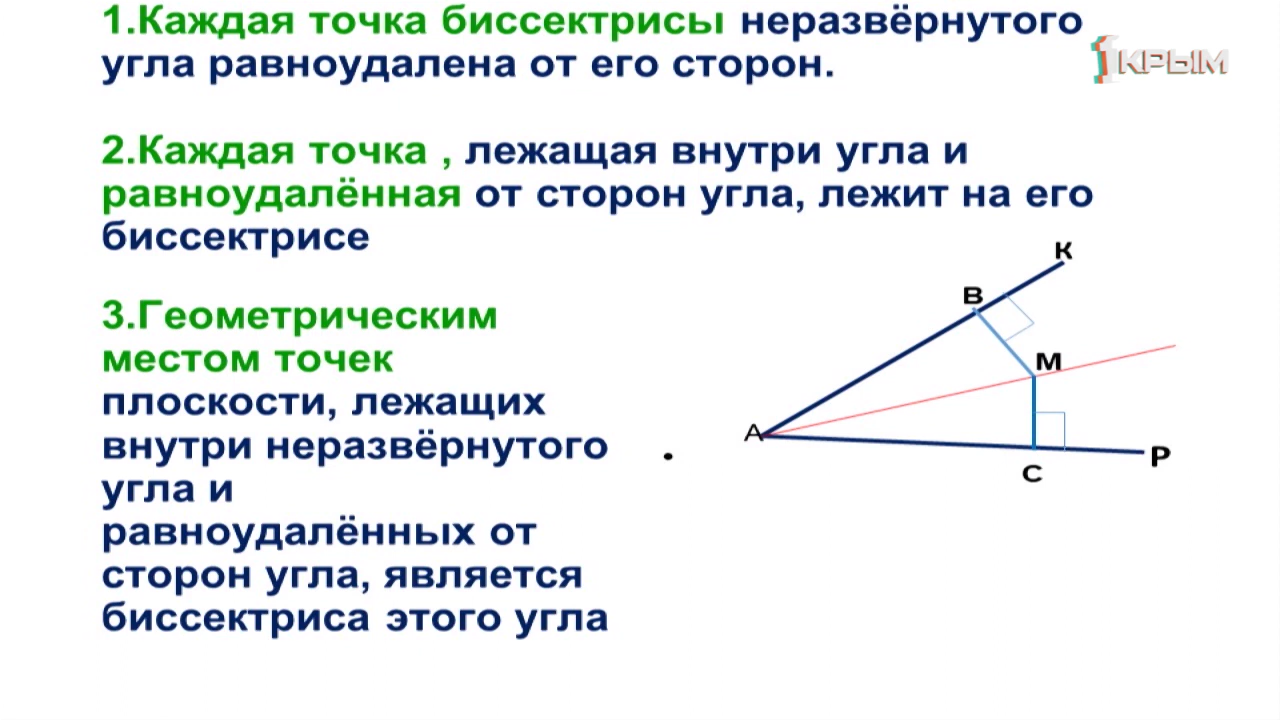 1.Каждая точка биссектрисы неразвёрнутого
угла равноудалена от его сторон.
1КРЫМ
2.Каждая точка , лежащая внутри угла и
равноудалённая от сторон угла, лежит на его
биссектрисе
3.Геометрическим
местом точек
плоскости, лежащих
внутри неразвёрнутого
угла и
равноудалённых от
сторон угла, является
биссектриса этого угла
.
К
В
М
А
С
Р